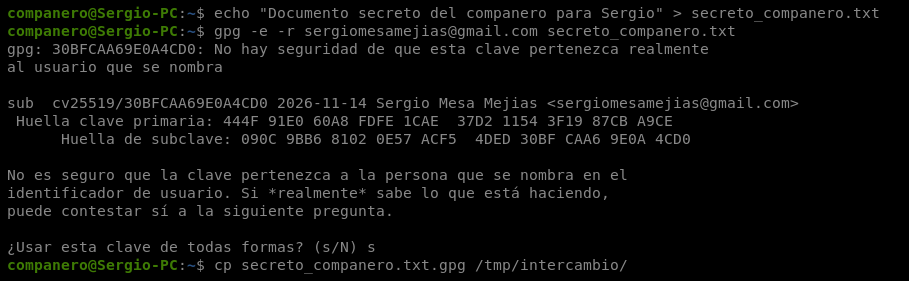 companero@Sergio-PC:~$ echo "Documento secreto del companero para Sergio" > secreto_companero.txt
companero@Sergio-PC:~$ gpg -e -r sergiomesamejias@gmail.com secreto_companero.txt
gpg: 30BFCAA69E0A4CD0: No hay seguridad de que esta clave pertenezca realmente
al usuario que se nombra
sub  cv25519/30BFCAA69E0A4CD0 2026-11-14 Sergio Mesa Mejias <sergiomesamejias@gmail.com>
 Huella clave primaria: 444F 91E0 60A8 FDFE 1CAE  37D2 1154 3F19 87CB A9CE
      Huella de subclave: 090C 9BB6 8102 0E57 ACF5  4DED 30BF CAA6 9E0A 4CD0
No es seguro que la clave pertenezca a la persona que se nombra en el
identificador de usuario. Si *realmente* sabe lo que está haciendo,
puede contestar sí a la siguiente pregunta.
¿Usar esta clave de todas formas? (s/N) s
companero@Sergio-PC:~$ cp secreto_companero.txt.gpg /tmp/intercambio/